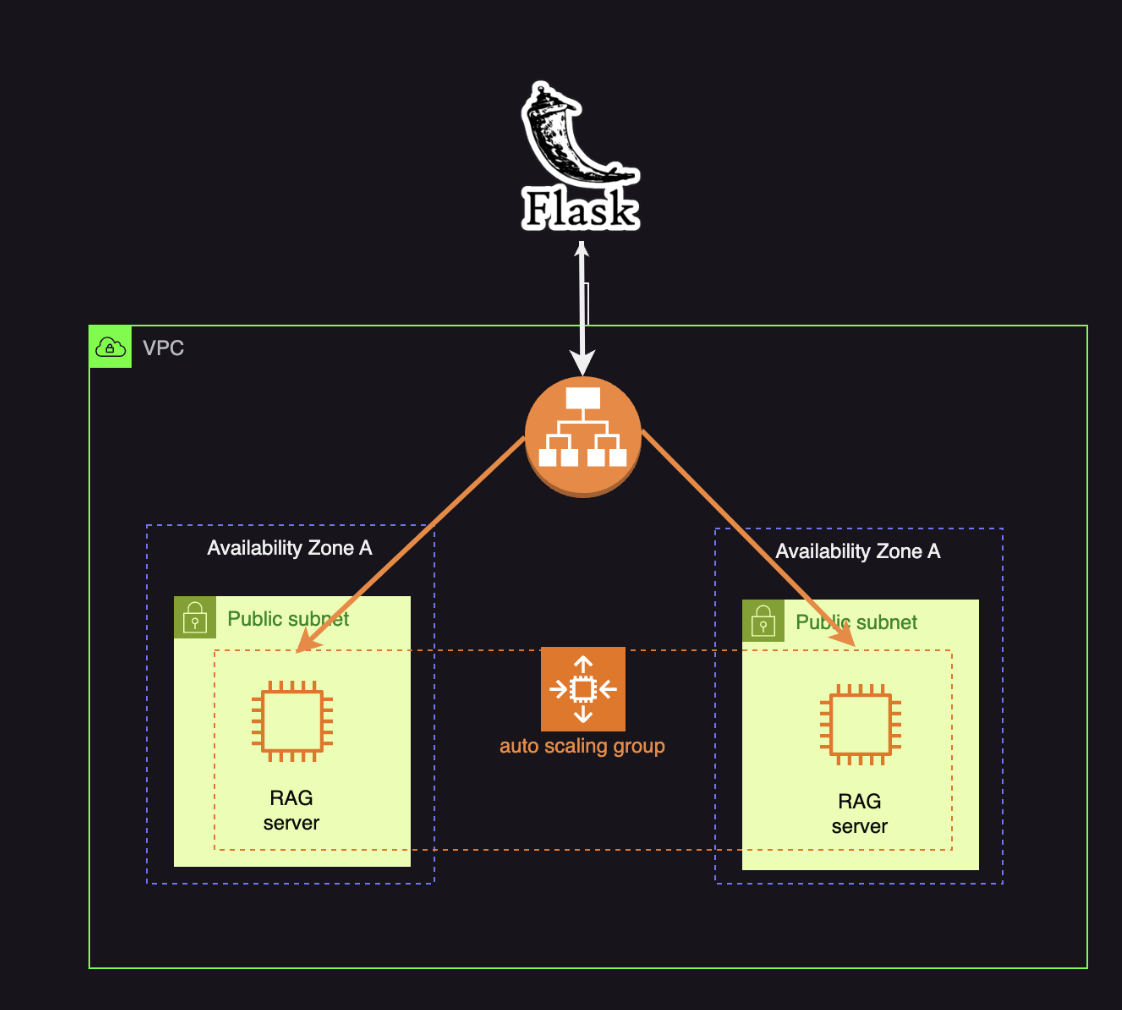 Flask
VPC
Availability Zone A
Availability Zone A
Public subnet
Public subnet
auto scaling group
RAG
server
RAG
server